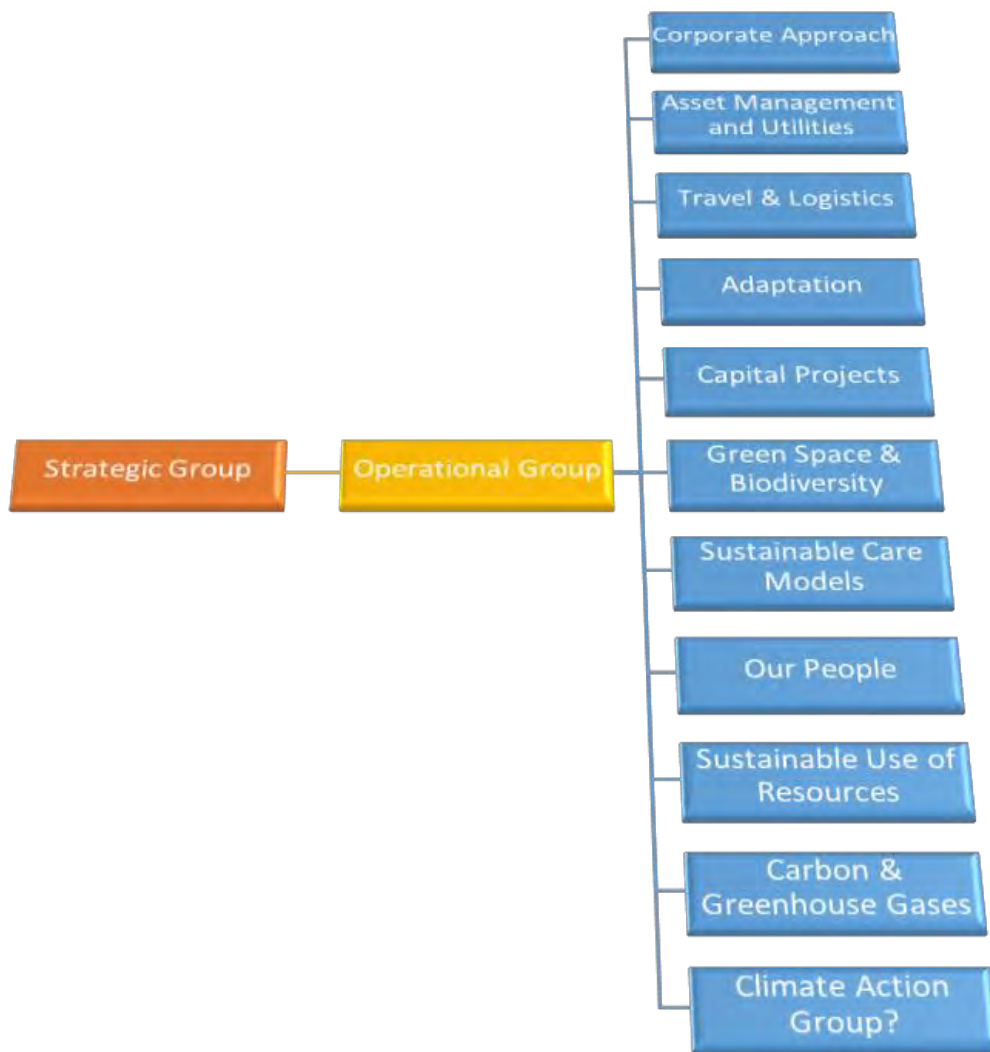 Corporate Approach
Asset Management
and Utilities
Travel & Logistics
Adaptation
Capital Projects
Strategic Group
Operational Group
Green Space &
Biodiversity
Sustainable Care
Models
Our People
Sustainable Use of
Resources
Carbon &
Greenhouse Gases
Climate Action
Group?